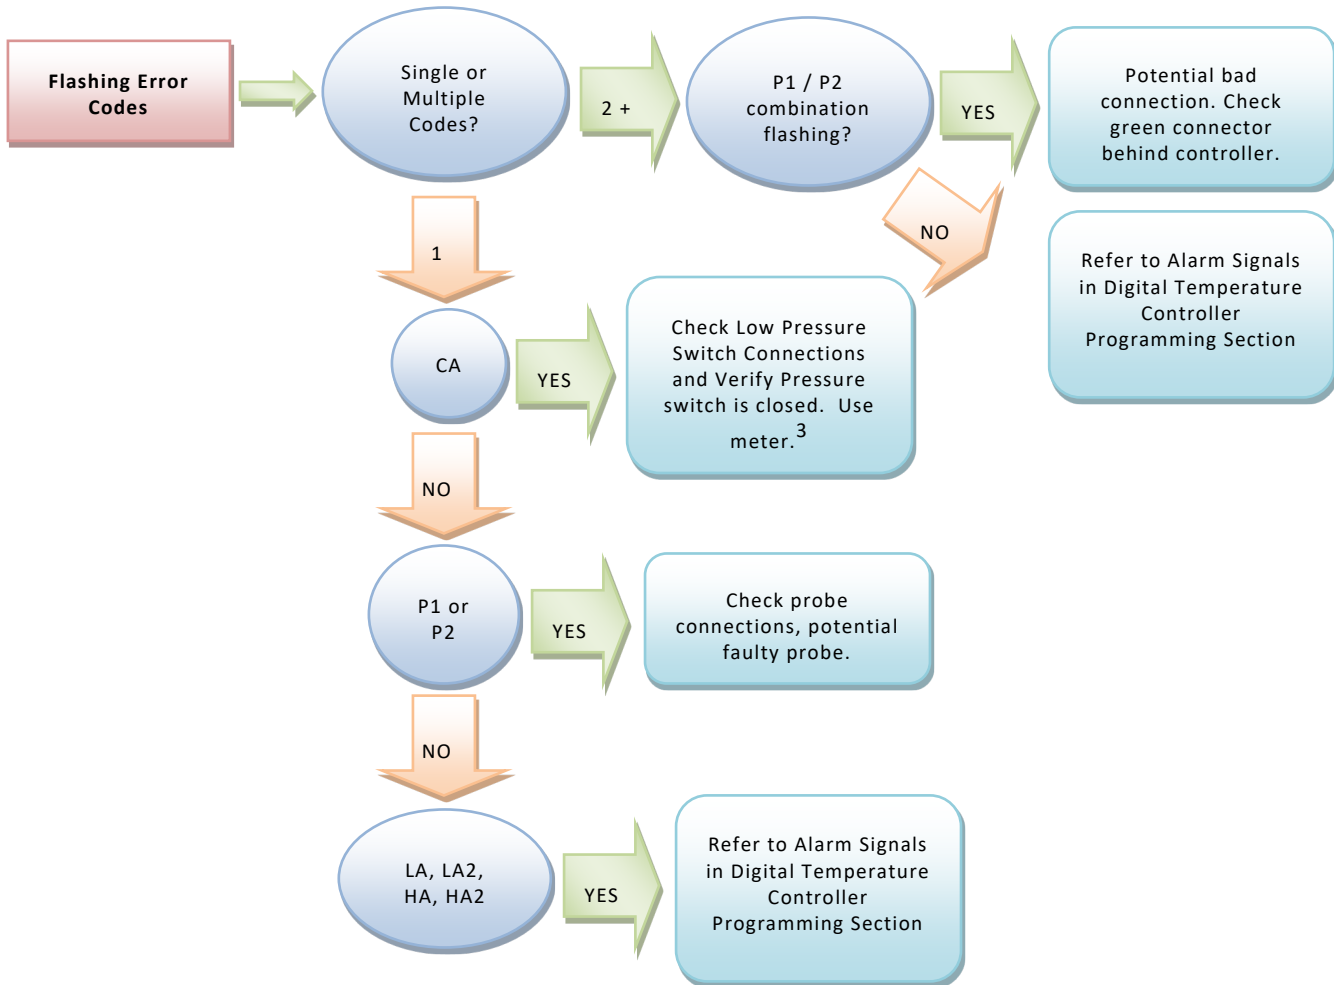 Flashing Error
Codes
Single or
Multiple
Codes?
2 +
P1 / P2
combination
flashing?
YES
Potential bad
connection. Check
green connector
behind controller.
NO
Refer to Alarm Signals
in Digital Temperature
Controller
Programming Section
1
CA
YES
Check Low Pressure
Switch Connections
and Verify Pressure
switch is closed.  Use
meter.3
NO
P1 or
P2
YES
Check probe
connections, potential
faulty probe.
NO
LA, LA2,
HA, HA2
YES
Refer to Alarm Signals
in Digital Temperature
Controller
Programming Section